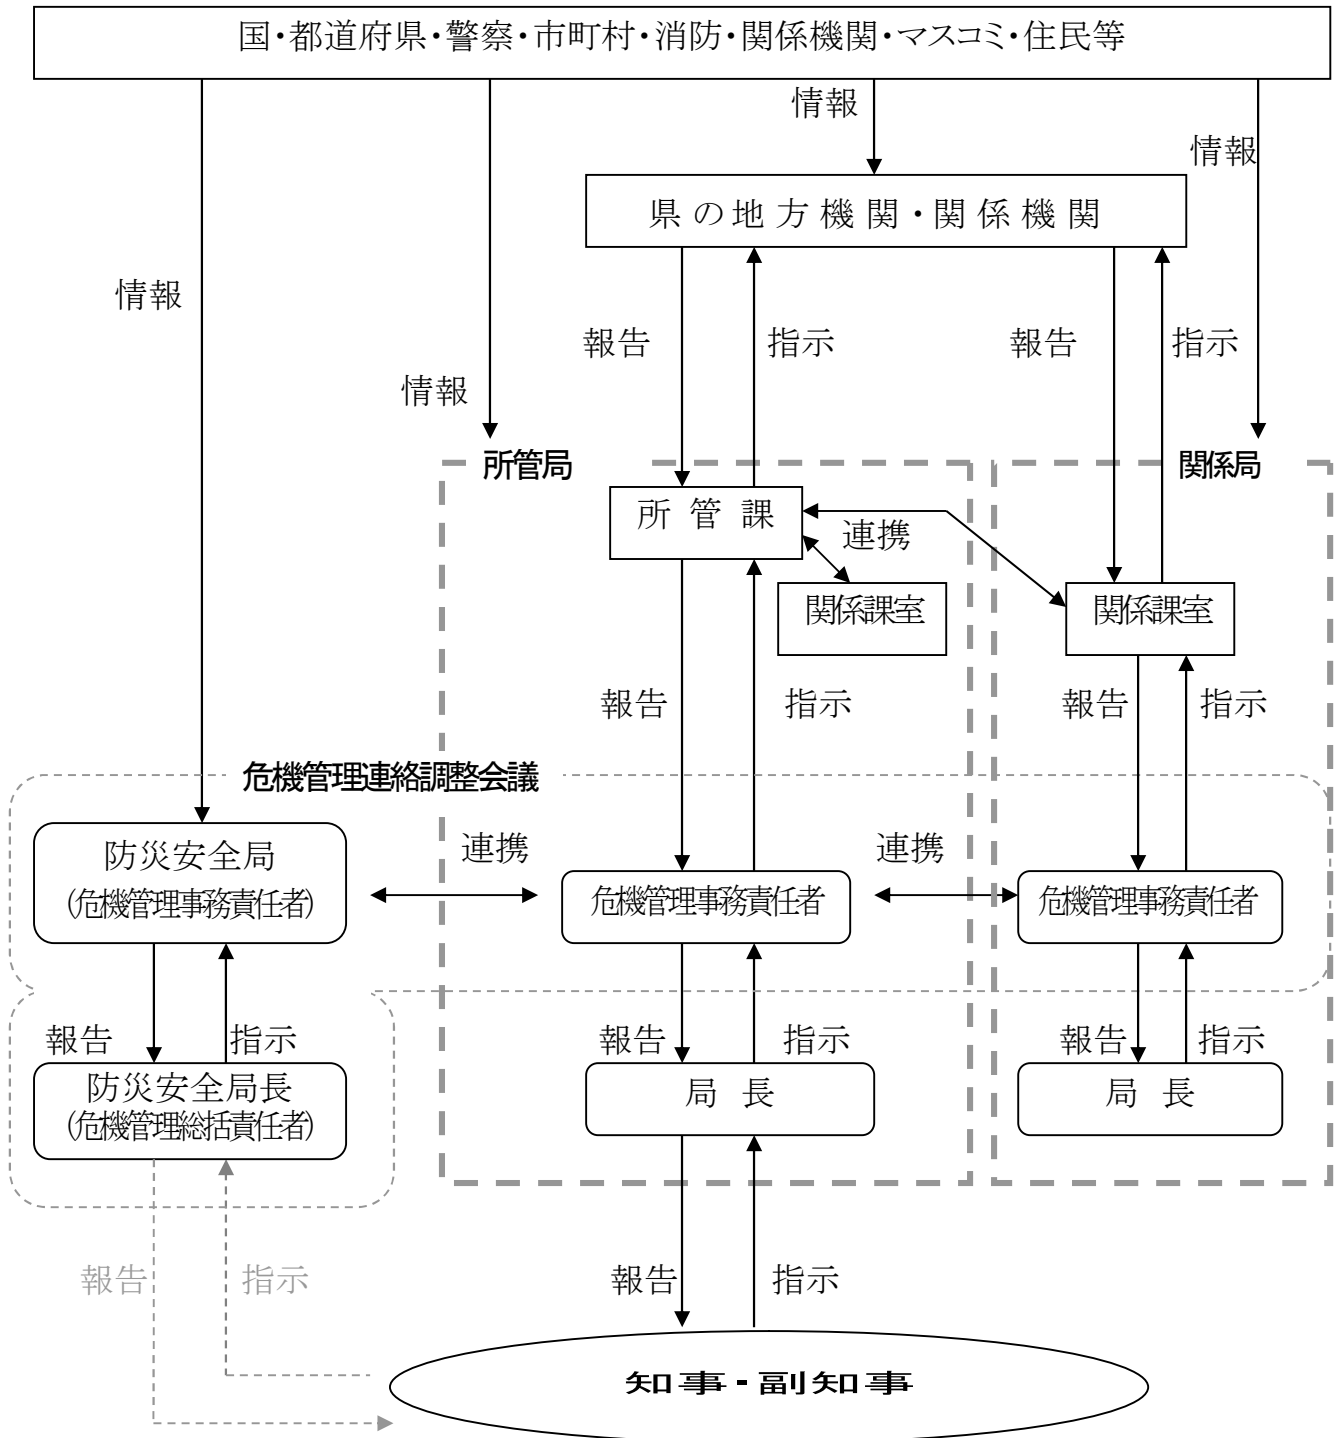 国・都道府県・警察・市町村・消防・関係機関・マスコミ・住民等
情報
情報
県の地方機関・関係機関
情報
報告
指示
報告
指示
情報
所管局
関係局
所管課
連携
関係課室
関係課室
報告
指示
報告
指示
危機管理連絡調整会議
防災安全局
(危機管理事務責任者)
連携
連携
危機管理事務責任者
危機管理事務責任者
報告
指示
報告
指示
報告
指示
防災安全局長
(危機管理総括責任者)
局長
局長
報告
指示
報告
指示
知事・副知事